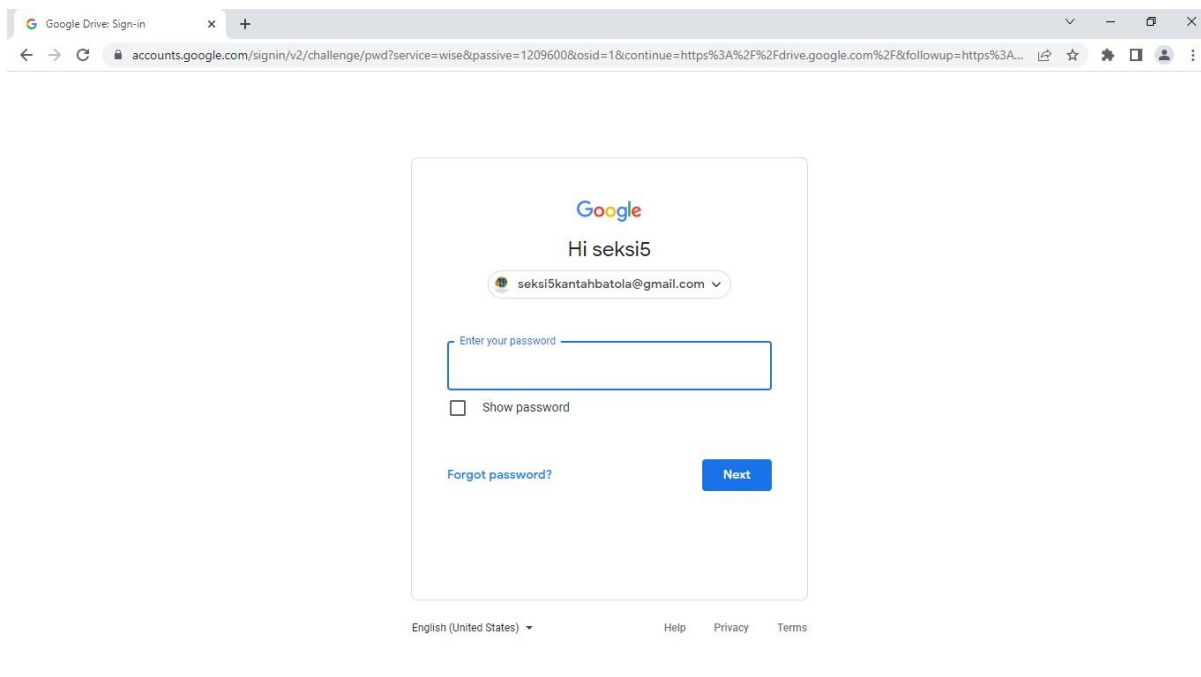 Google Drive: Sign-in
accounts.google.com/signin/v2/challenge/pwd?service=wise&passive=1209600&osid=1&continue=https%3A%2F%2Fdrive.google.com%2F&followup=https%3A...
Google
Hi seksi5
seksi5kantahbatola@gmail.com
Enter your password
Show password
Forgot password? Next
English (United States) Help Privacy Terms